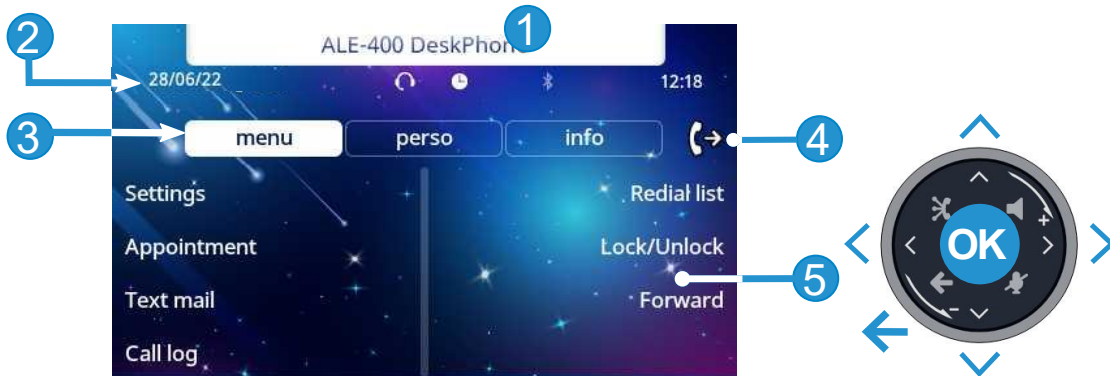 1
ALE-400 DeskPhone
2
28/06/22 12:18
3
menu perso info
4
Settings Redial list
Appointment Lock/Unlock
5
Text mail Forward
Call log
OK
+
-